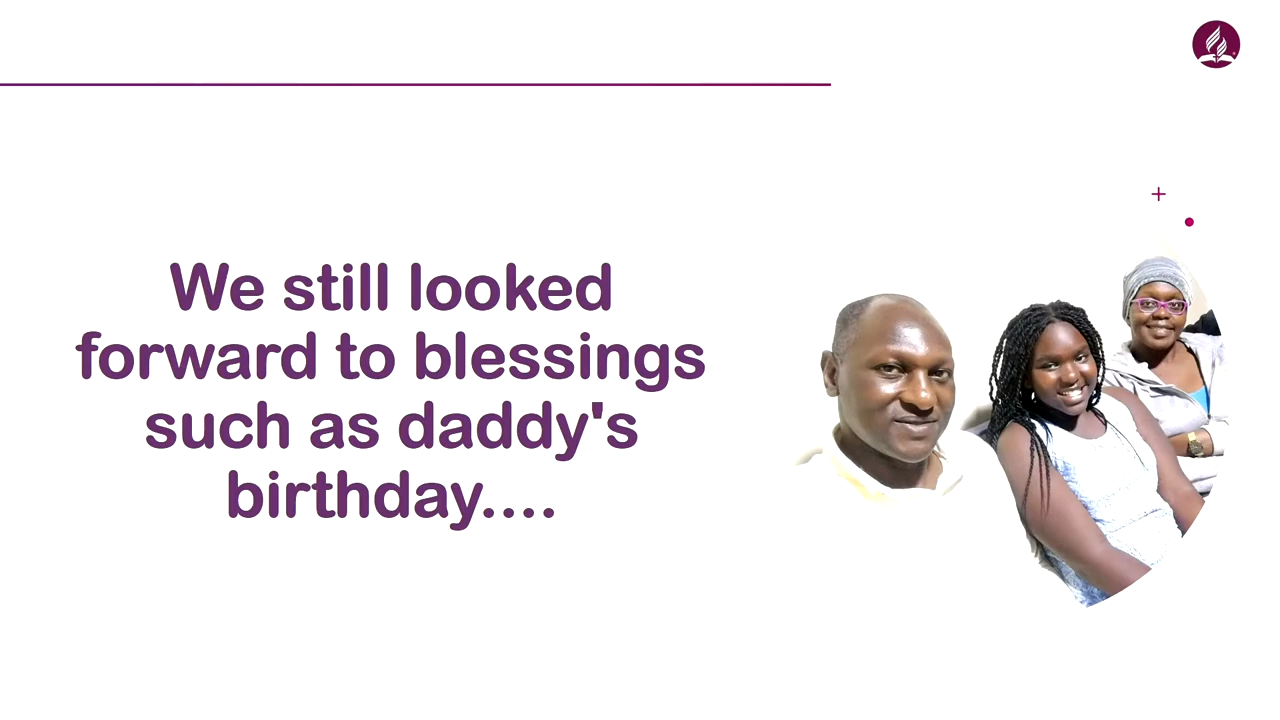 We still looked
forward to blessings
such as daddy's
birthday....